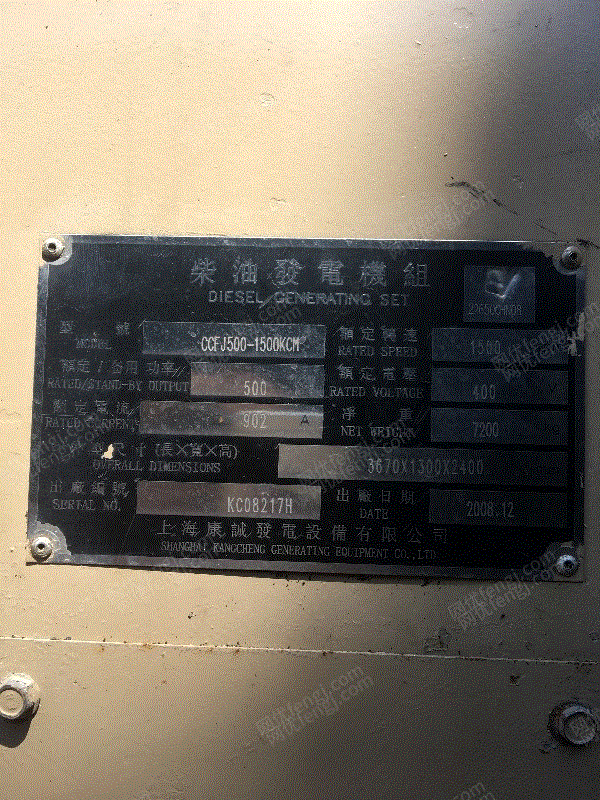 柴油發電機組
DIESEL GENERATING SET
型 號 MODEL CCFJ500-1500KCM 額定轉速 RATED SPEED 1500
額定/备用功率 RATED/STAND-BY OUTPUT 500 額定電壓 RATED VOLTAGE 400
額定電流 RATED CURRENT 902 A 淨 重 NET WEIGHT 7200
尺寸(長×寬×高) OVERALL DIMENSIONS 3670X1300X2400
出廠編號 SERIAL NO. KC08217H 出廠日期 DATE 2008.12
上海康誠發電設備有限公司
SHANGHAI KANGCHENG GENERATING EQUIPMENT CO., LTD.